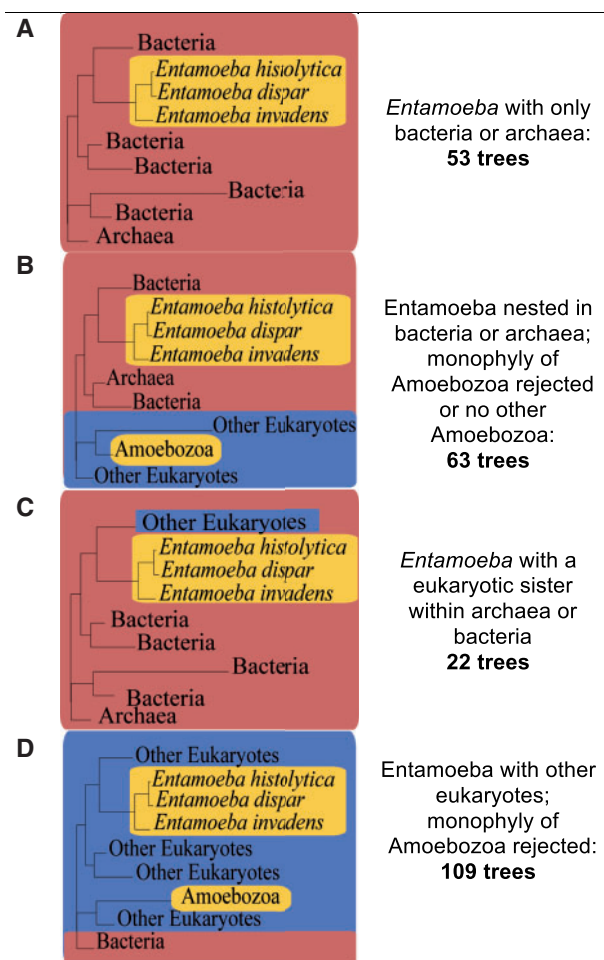 A
Bacteria
Entamoeba histolytica
Entamoeba dispar
Entamoeba invadens
Bacteria
Bacteria
Bacteria
Bacteria
Archaea
Entamoeba with only
bacteria or archaea:
53 trees
B
Bacteria
Entamoeba histolytica
Entamoeba dispar
Entamoeba invadens
Archaea
Bacteria
Other Eukaryotes
Amoebozoa
Other Eukaryotes
Entamoeba nested in
bacteria or archaea;
monophyly of
Amoebozoa rejected
or no other
Amoebozoa:
63 trees
C
Other Eukaryotes
Entamoeba histolytica
Entamoeba dispar
Entamoeba invadens
Bacteria
Bacteria
Bacteria
Bacteria
Archaea
Entamoeba with a
eukaryotic sister
within archaea or
bacteria
22 trees
D
Other Eukaryotes
Entamoeba histolytica
Entamoeba dispar
Entamoeba invadens
Other Eukaryotes
Other Eukaryotes
Amoebozoa
Other Eukaryotes
Bacteria
Entamoeba with other
eukaryotes;
monophyly of
Amoebozoa rejected:
109 trees